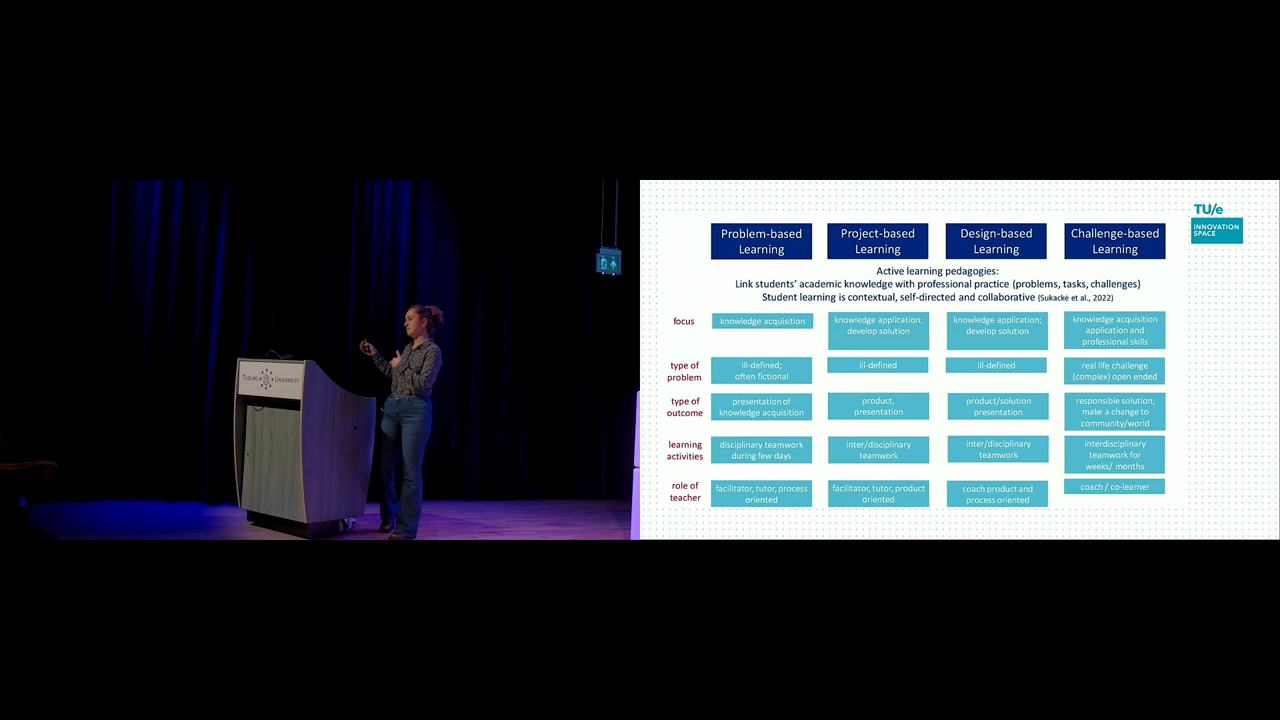 TILBURG UNIVERSITY
TU/e
INNOVATION
SPACE
Problem-based
Learning
Project-based
Learning
Design-based
Learning
Challenge-based
Learning
Active learning pedagogies:
Link students' academic knowledge with professional practice (problems, tasks, challenges)
Student learning is contextual, self-directed and collaborative (Sukackė et al., 2022)
focus
knowledge acquisition
knowledge application;
develop solution
knowledge application;
develop solution
knowledge acquisition
application and
professional skills
type of
problem
ill-defined;
often fictional
ill-defined
ill-defined
real life challenge
(complex) open ended
type of
outcome
presentation of
knowledge acquisition
product,
presentation
product/solution
presentation
responsible solution;
make a change to
community/world
learning
activities
disciplinary teamwork
during few days
inter/disciplinary
teamwork
inter/disciplinary
teamwork
interdisciplinary
teamwork for
weeks/ months
role of
teacher
facilitator, tutor, process
oriented
facilitator, tutor, product
oriented
coach product and
process oriented
coach / co-learner